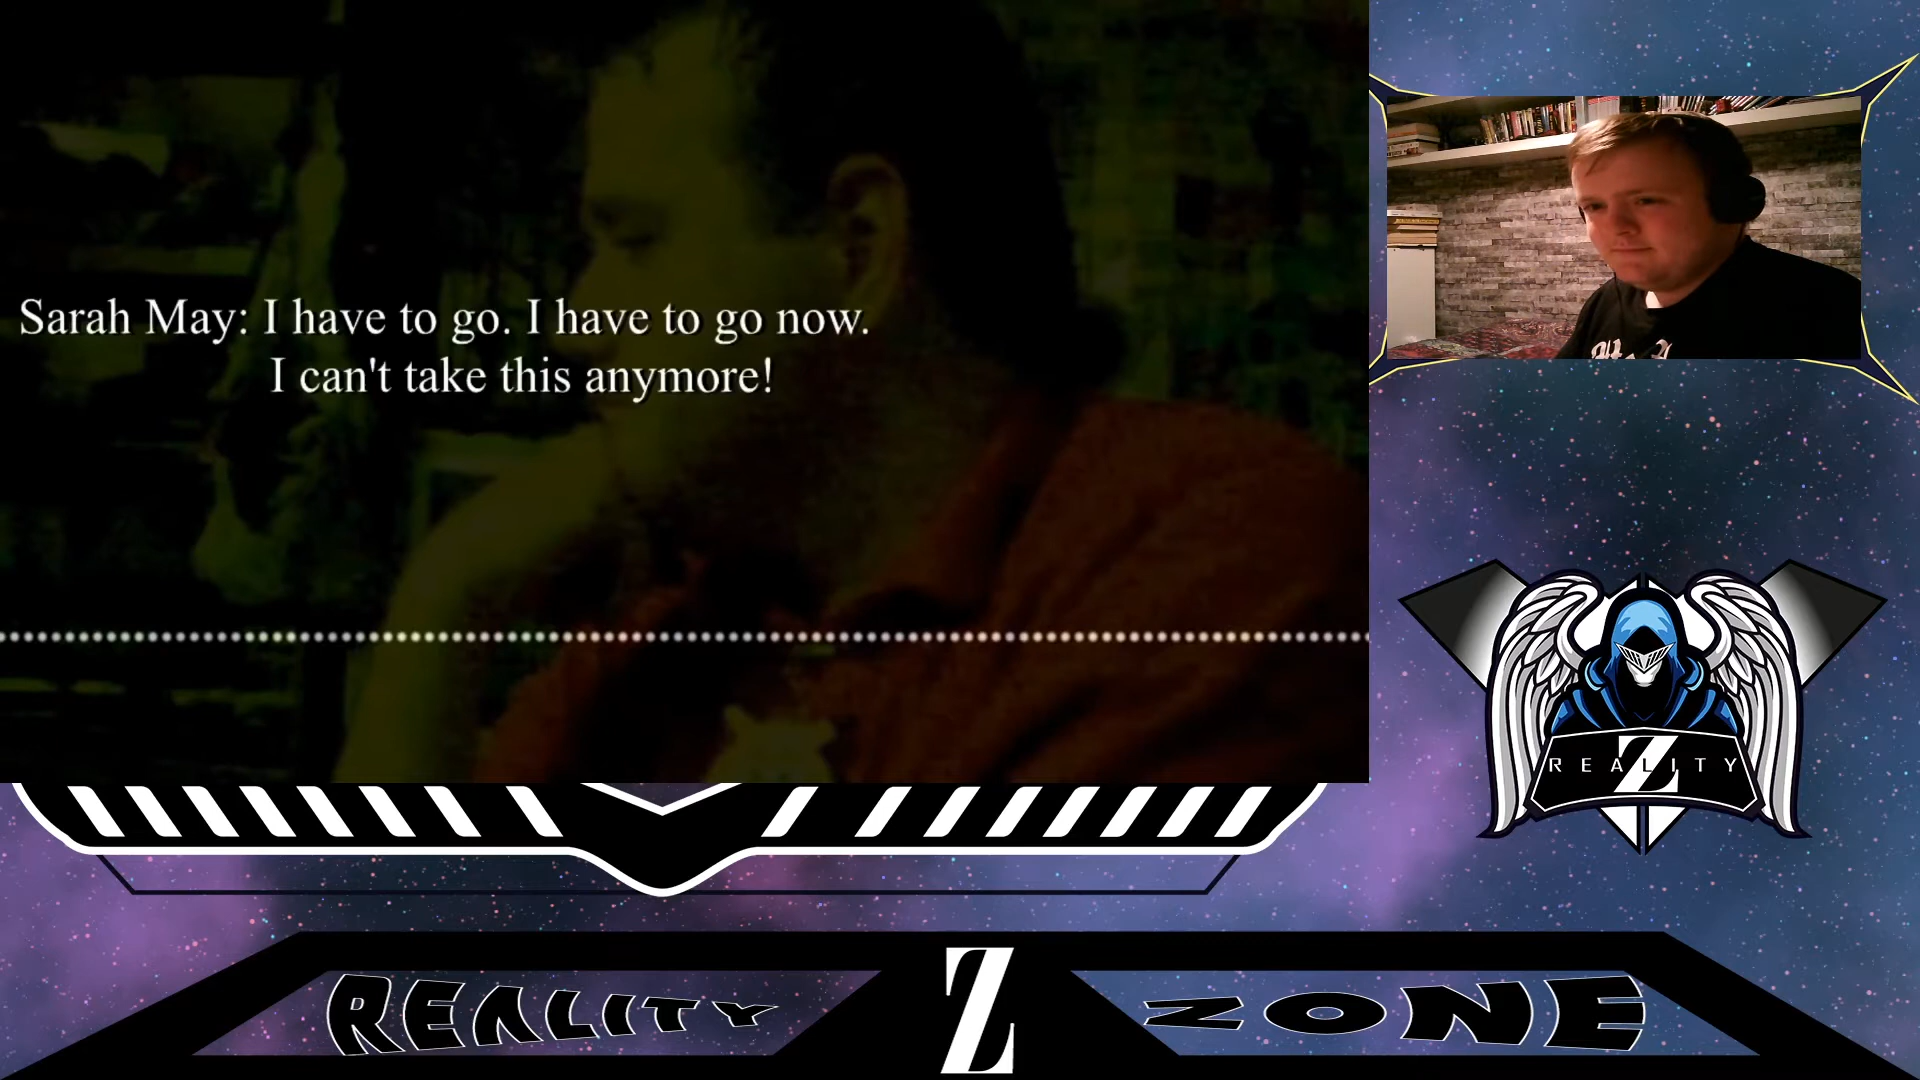 Sarah May: I have to go. I have to go now.
I can't take this anymore!
REALITY
Z
REALITY
Z
ZONE